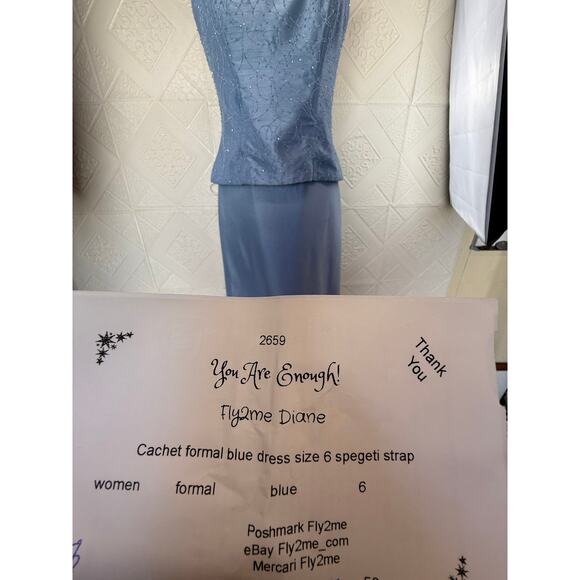 2659
You Are Enough!
Thank
You
Fly2me Diane
Cachet formal blue dress size 6 spegeti strap
women formal blue 6
Poshmark Fly2me
eBay Fly2me_com
Mercari Fly2me